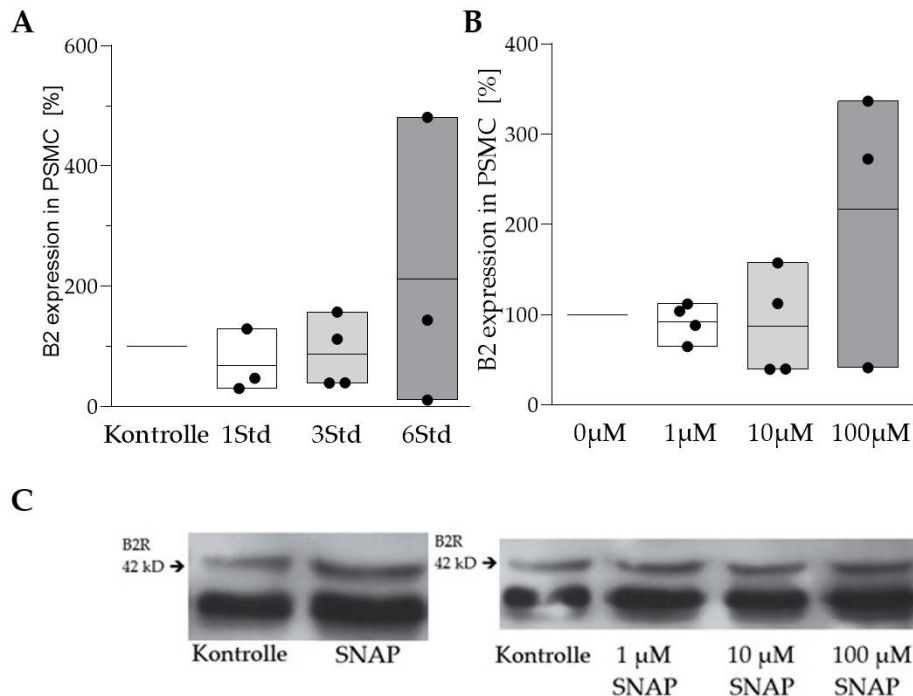 A
B2 expression in PSMC [%]
600
400
200
0
Kontrolle 1Std 3Std 6Std
B
B2 expression in PSMC [%]
400
300
200
100
0
0µM 1µM 10µM 100µM
C
B2R
42 kD →
Kontrolle SNAP
B2R
42 kD →
Kontrolle 1 µM 10 µM 100 µM
SNAP SNAP SNAP